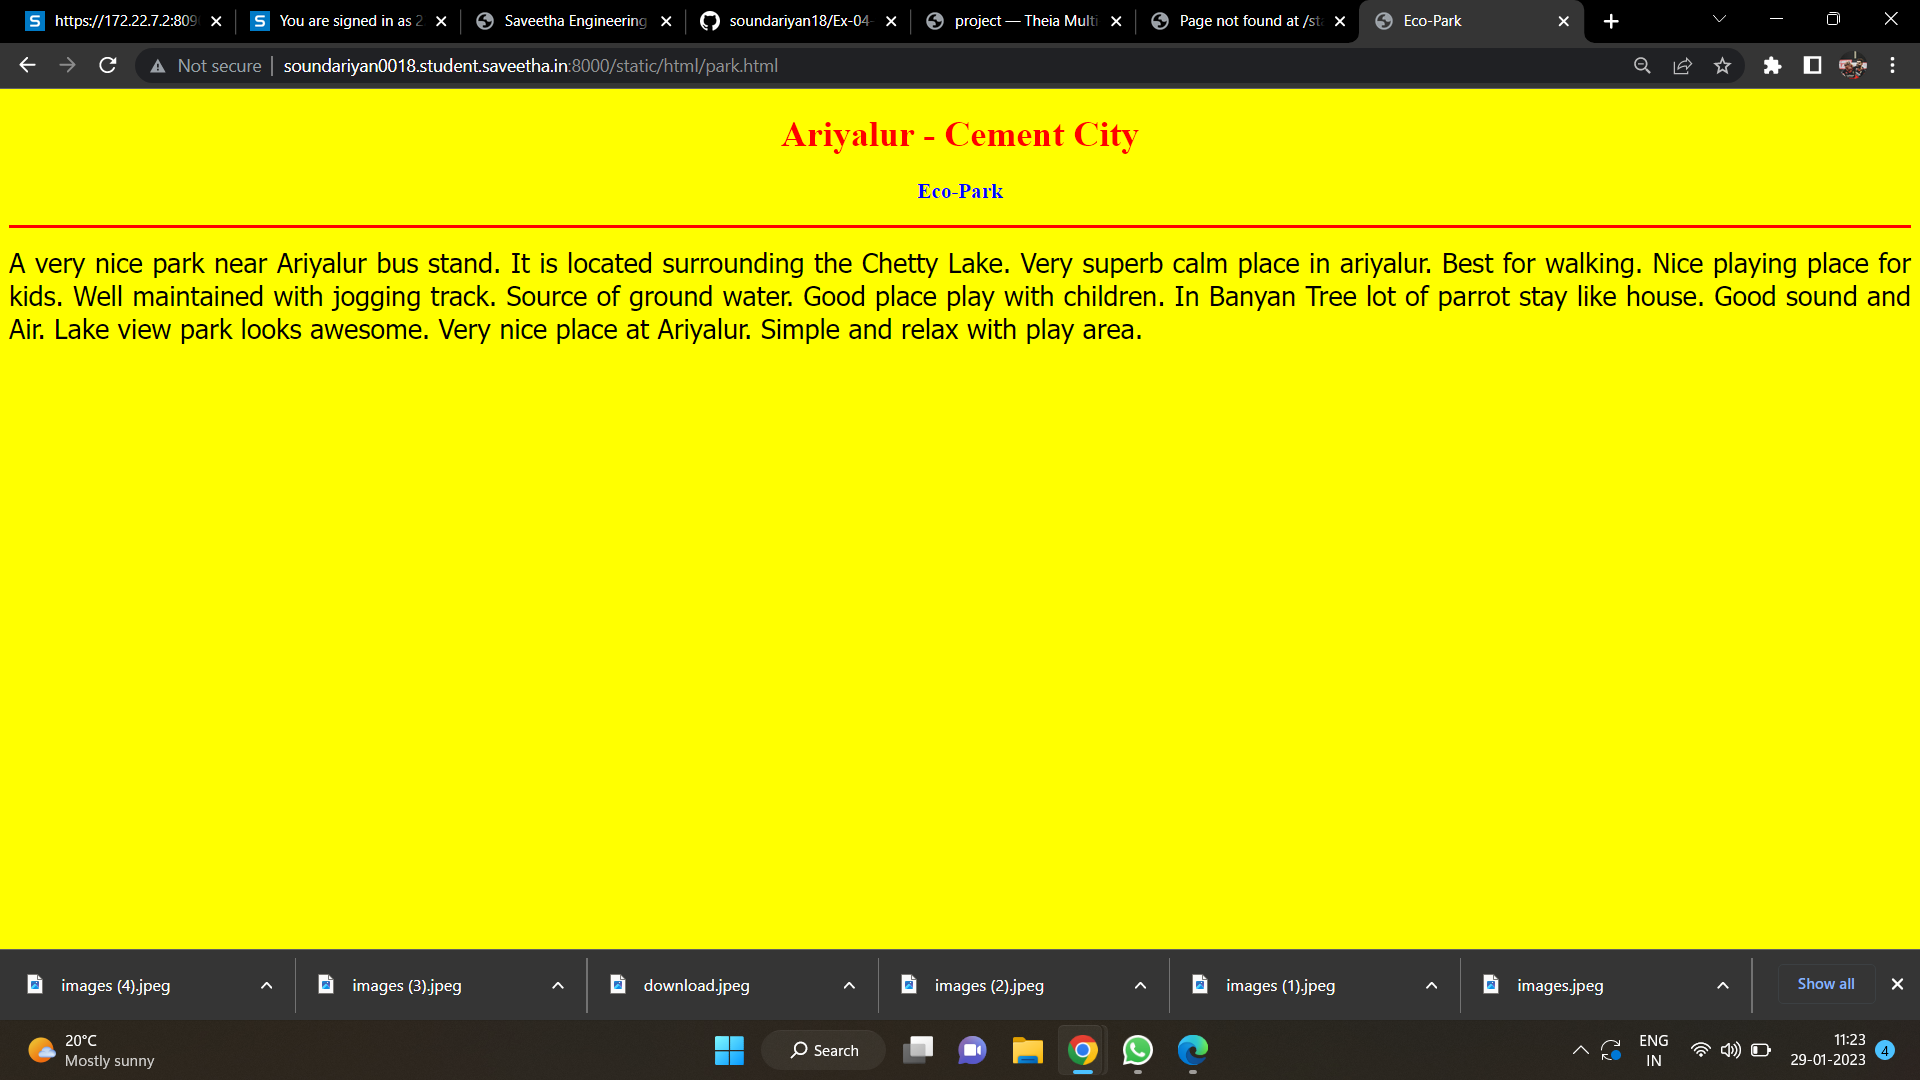 https://172.22.7.2:809
You are signed in as 2
Saveetha Engineering
soundariyan18/Ex-04-
project — Theia Multi
Page not found at /sta
Eco-Park
Not secure
soundariyan0018.student.saveetha.in:8000/static/html/park.html
Ariyalur - Cement City
Eco-Park
A very nice park near Ariyalur bus stand. It is located surrounding the Chetty Lake. Very superb calm place in ariyalur. Best for walking. Nice playing place for
kids. Well maintained with jogging track. Source of ground water. Good place play with children. In Banyan Tree lot of parrot stay like house. Good sound and
Air. Lake view park looks awesome. Very nice place at Ariyalur. Simple and relax with play area.
images (4).jpeg
images (3).jpeg
download.jpeg
images (2).jpeg
images (1).jpeg
images.jpeg
Show all
20°C
Mostly sunny
Search
ENG
IN
11:23
29-01-2023
4